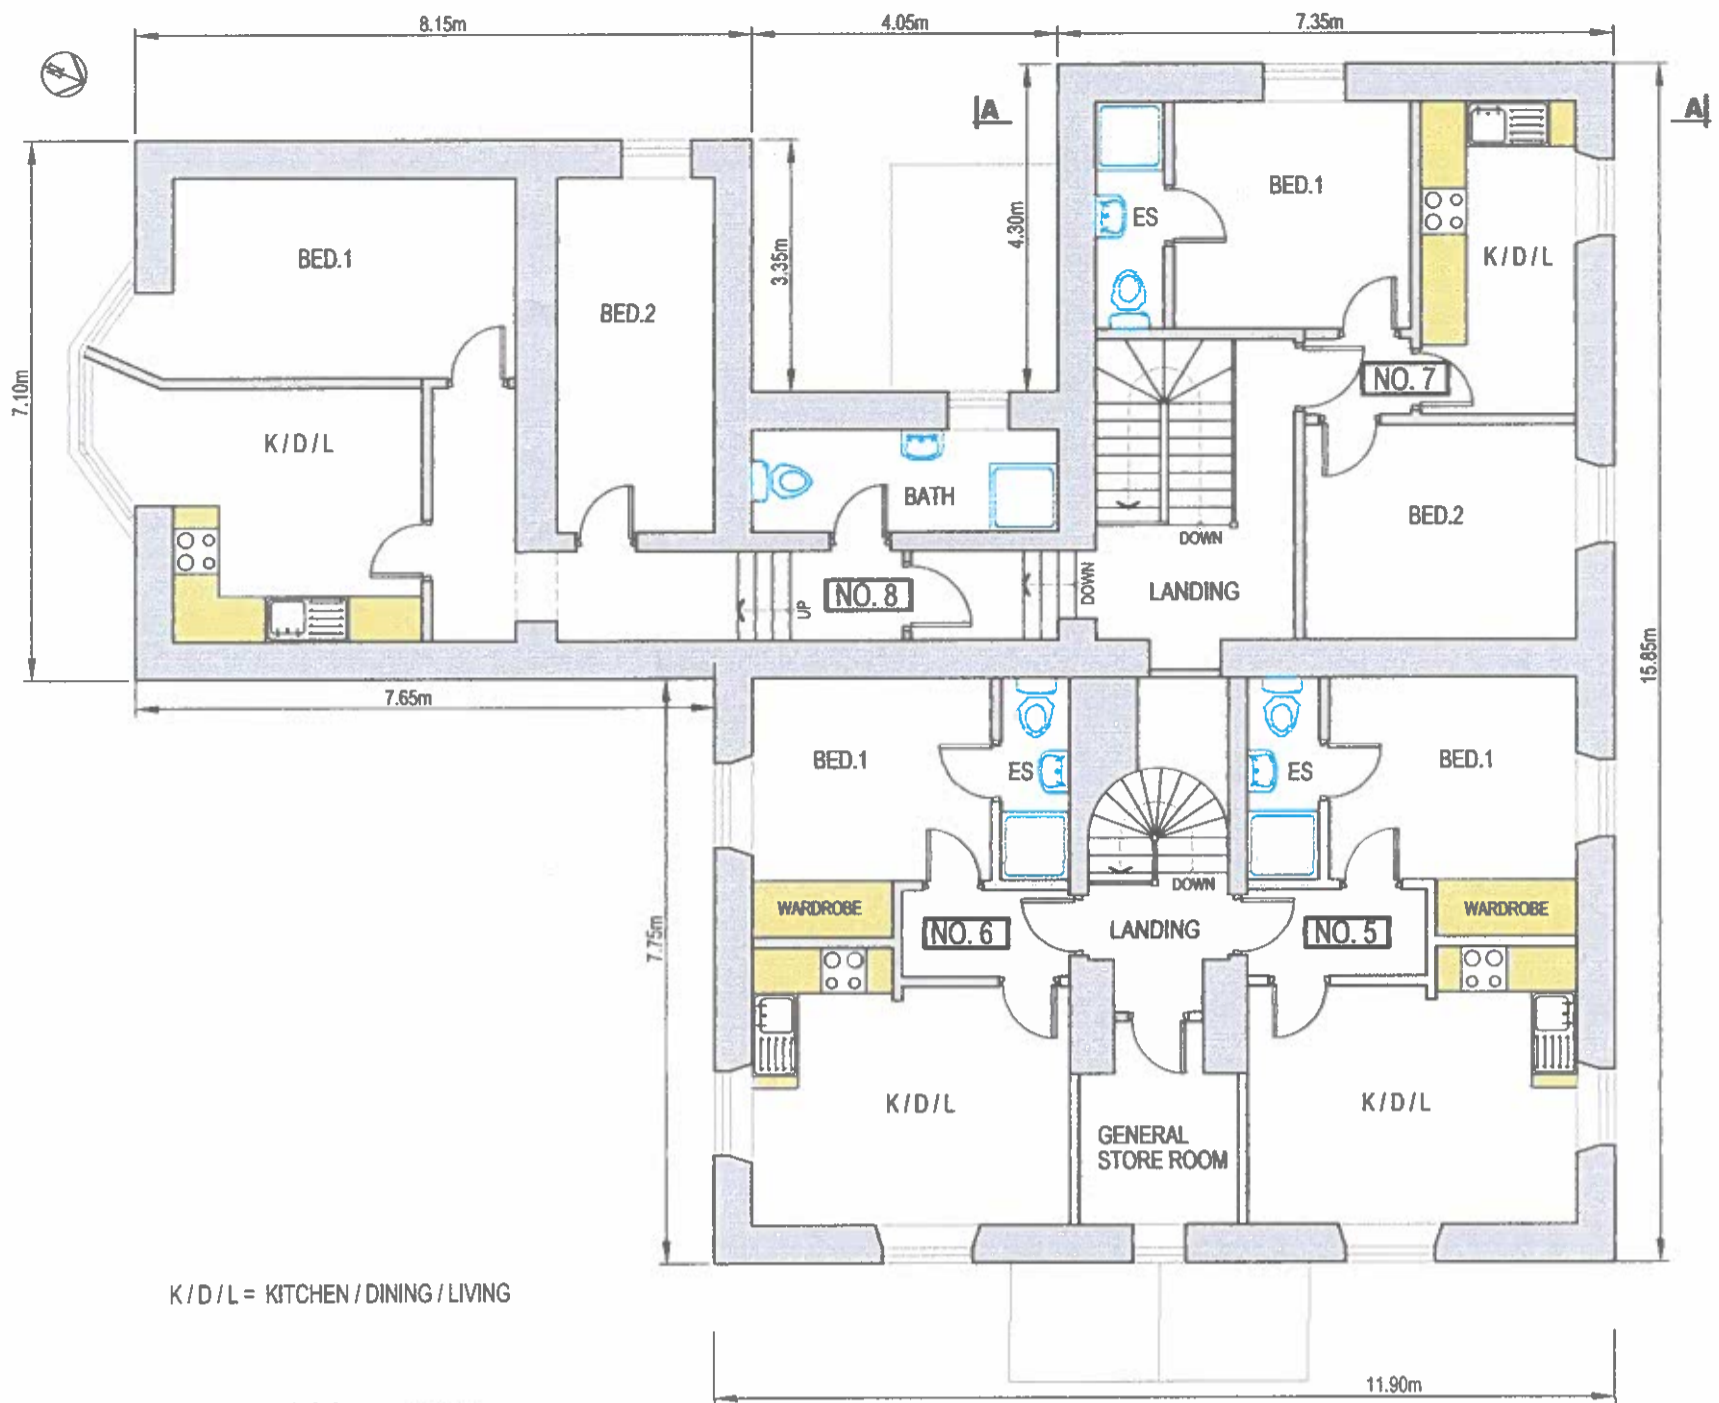 8.15m
4.05m
7.35m
A
A
BED.1
ES
K / D / L
4.30m
3.35m
BED.1
BED.2
7.10m
NO. 7
K / D / L
BATH
BED.2
DOWN
UP
NO. 8
DOWN
LANDING
15.85m
7.65m
BED.1
ES
ES
BED.1
DOWN
WARDROBE
NO. 6
LANDING
NO. 5
WARDROBE
7.75m
K / D / L
K / D / L
GENERAL
STORE ROOM
K / D / L = KITCHEN / DINING / LIVING
11.90m